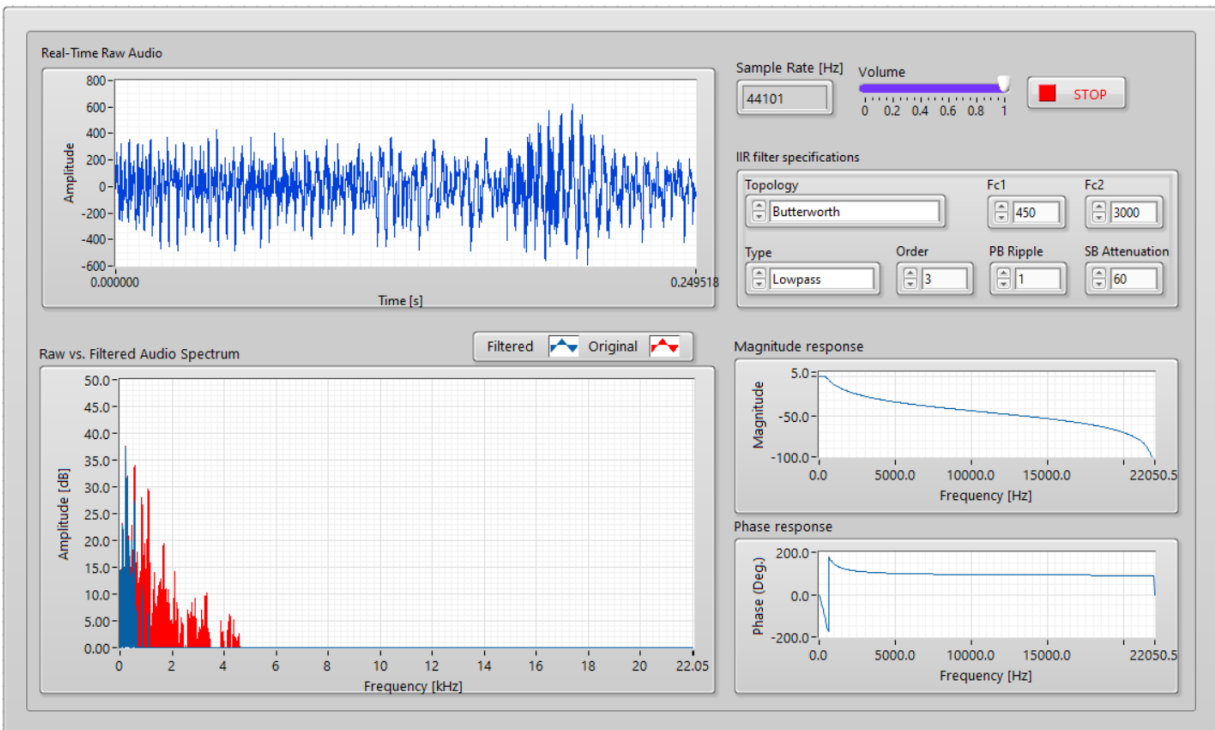 Real-Time Raw Audio
800
600
400
200
0
-200
-400
-600
Amplitude
0.000000
0.249518
Time [s]
Sample Rate [Hz]
44101
Volume
0 0.2 0.4 0.6 0.8 1
STOP
IIR filter specifications
Topology
Butterworth
Fc1
450
Fc2
3000
Type
Lowpass
Order
3
PB Ripple
1
SB Attenuation
60
Raw vs. Filtered Audio Spectrum
Filtered Original
50.0
45.0
40.0
35.0
30.0
25.0
20.0
15.0
10.0
5.00
0.00
Amplitude [dB]
0 2 4 6 8 10 12 14 16 18 20 22.05
Frequency [kHz]
Magnitude response
5.0
-50.0
-100.0
Magnitude
0.0 5000.0 10000.0 15000.0 22050.5
Frequency [Hz]
Phase response
200.0
0.0
-200.0
Phase (Deg.)
0.0 5000.0 10000.0 15000.0 22050.5
Frequency [Hz]